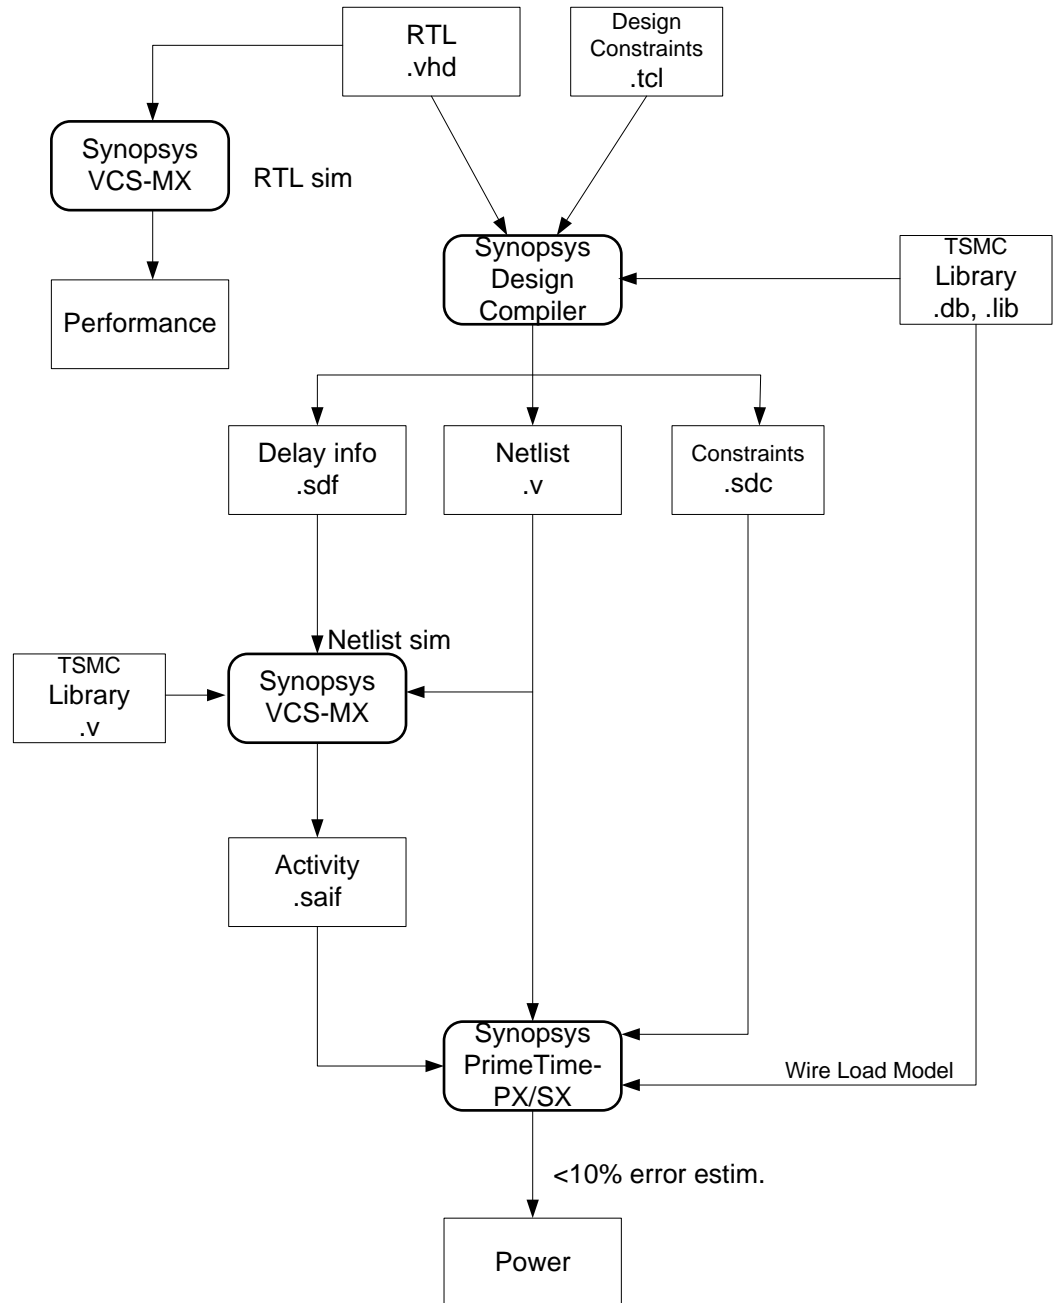 RTL
.vhd
Design
Constraints
.tcl
Synopsys
VCS-MX
RTL sim
Synopsys
Design
Compiler
TSMC
Library
.db, .lib
Performance
Delay info
.sdf
Netlist
.v
Constraints
.sdc
Netlist sim
TSMC
Library
.v
Synopsys
VCS-MX
Activity
.saif
Synopsys
PrimeTime-
PX/SX
Wire Load Model
<10% error estim.
Power